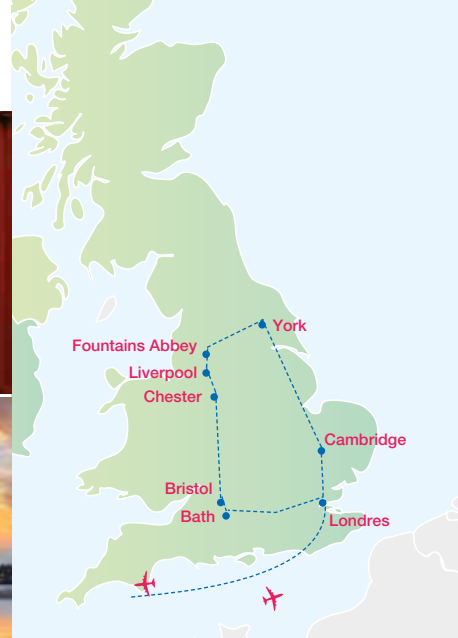 York
Fountains Abbey
Liverpool
Chester
Cambridge
Bristol
Bath
Londres